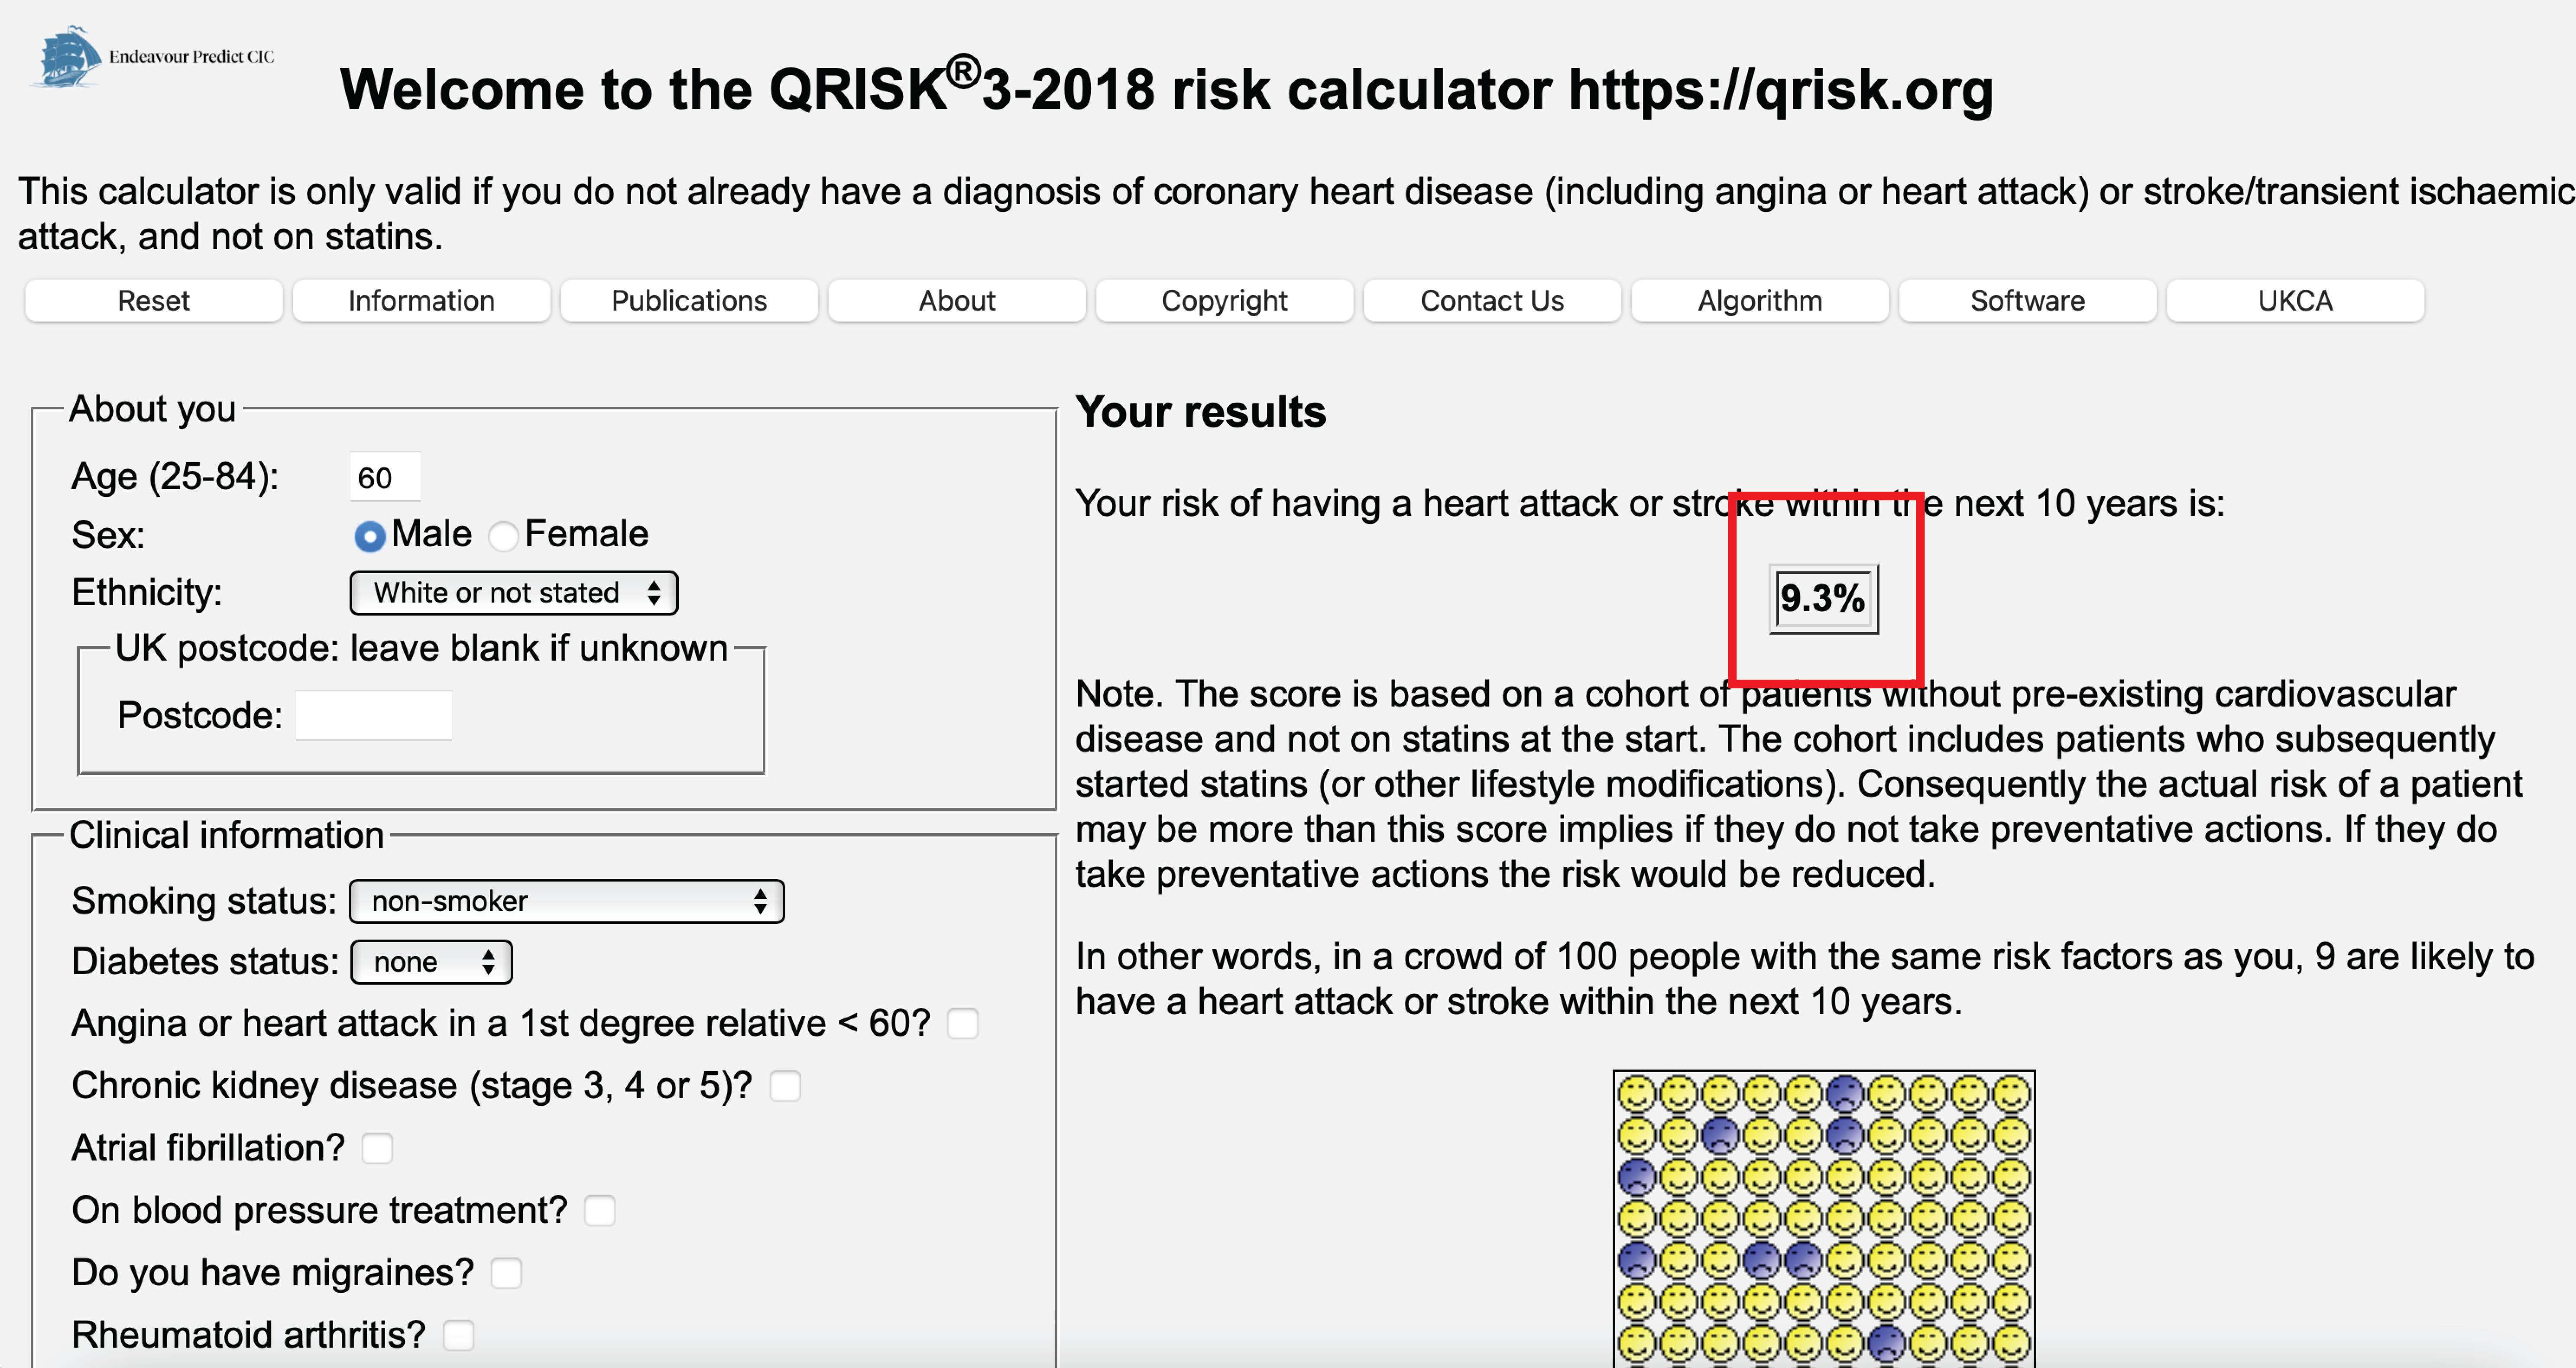 Endeavour Predict CIC
Welcome to the QRISK®3-2018 risk calculator https://qrisk.org
This calculator is only valid if you do not already have a diagnosis of coronary heart disease (including angina or heart attack) or stroke/transient ischaemic
attack, and not on statins.
Reset
Information
Publications
About
Copyright
Contact Us
Algorithm
Software
UKCA
About you
Age (25-84): 60
Sex: Male Female
Ethnicity: White or not stated
UK postcode: leave blank if unknown
Postcode:
Clinical information
Smoking status: non-smoker
Diabetes status: none
Angina or heart attack in a 1st degree relative < 60?
Chronic kidney disease (stage 3, 4 or 5)?
Atrial fibrillation?
On blood pressure treatment?
Do you have migraines?
Rheumatoid arthritis?
Your results
Your risk of having a heart attack or stroke within the next 10 years is:
9.3%
Note. The score is based on a cohort of patients without pre-existing cardiovascular
disease and not on statins at the start. The cohort includes patients who subsequently
started statins (or other lifestyle modifications). Consequently the actual risk of a patient
may be more than this score implies if they do not take preventative actions. If they do
take preventative actions the risk would be reduced.
In other words, in a crowd of 100 people with the same risk factors as you, 9 are likely to
have a heart attack or stroke within the next 10 years.